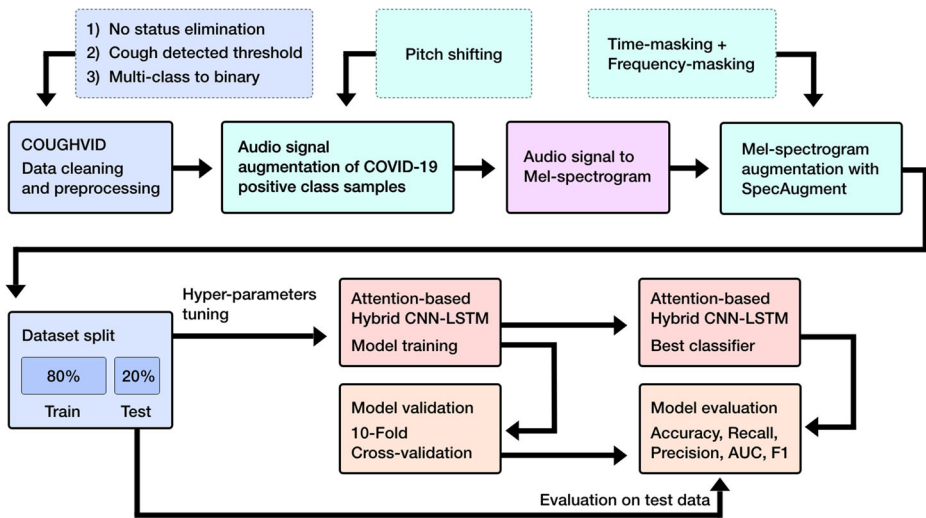 1) No status elimination
2) Cough detected threshold
3) Multi-class to binary
Pitch shifting
Time-masking +
Frequency-masking
COUGHVID
Data cleaning
and preprocessing
Audio signal
augmentation of COVID-19
positive class samples
Audio signal to
Mel-spectrogram
Mel-spectrogram
augmentation with
SpecAugment
Dataset split
80%
20%
Train
Test
Hyper-parameters
tuning
Attention-based
Hybrid CNN-LSTM
Model training
Attention-based
Hybrid CNN-LSTM
Best classifier
Model validation
10-Fold
Cross-validation
Model evaluation
Accuracy, Recall,
Precision, AUC, F1
Evaluation on test data